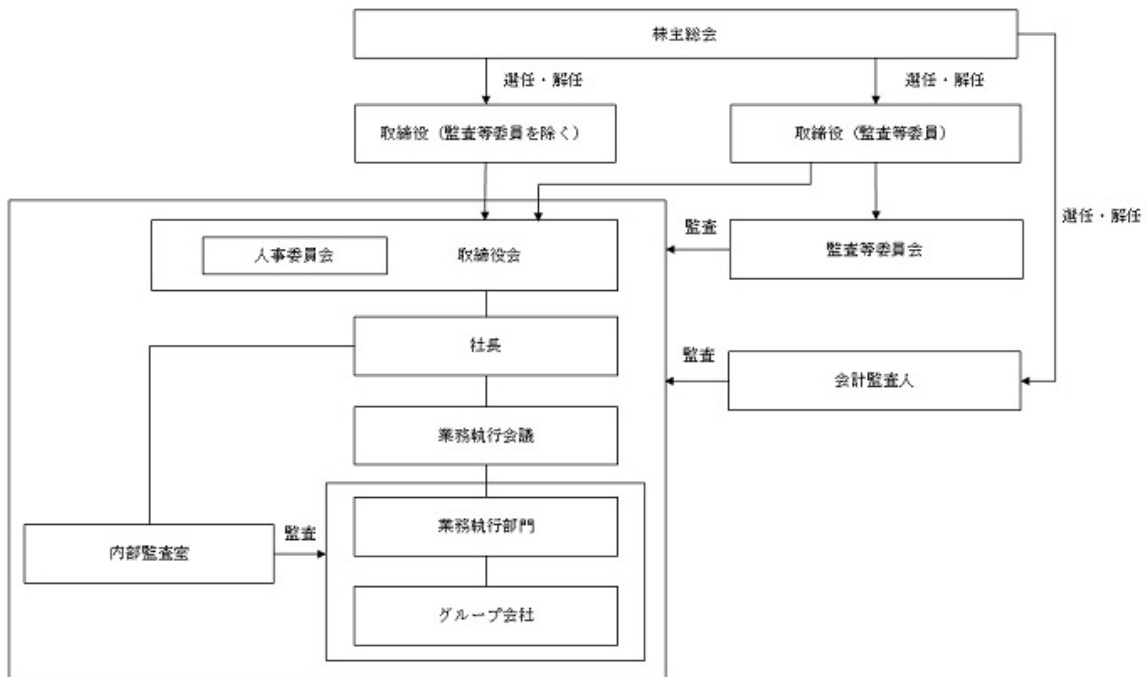 株主総会
選任・解任
選任・解任
取締役（監査等委員を除く）
取締役（監査等委員）
選任・解任
監査
人事委員会
取締役会
監査等委員会
社長
監査
会計監査人
業務執行会議
業務執行部門
内部監査室
監査
グループ会社